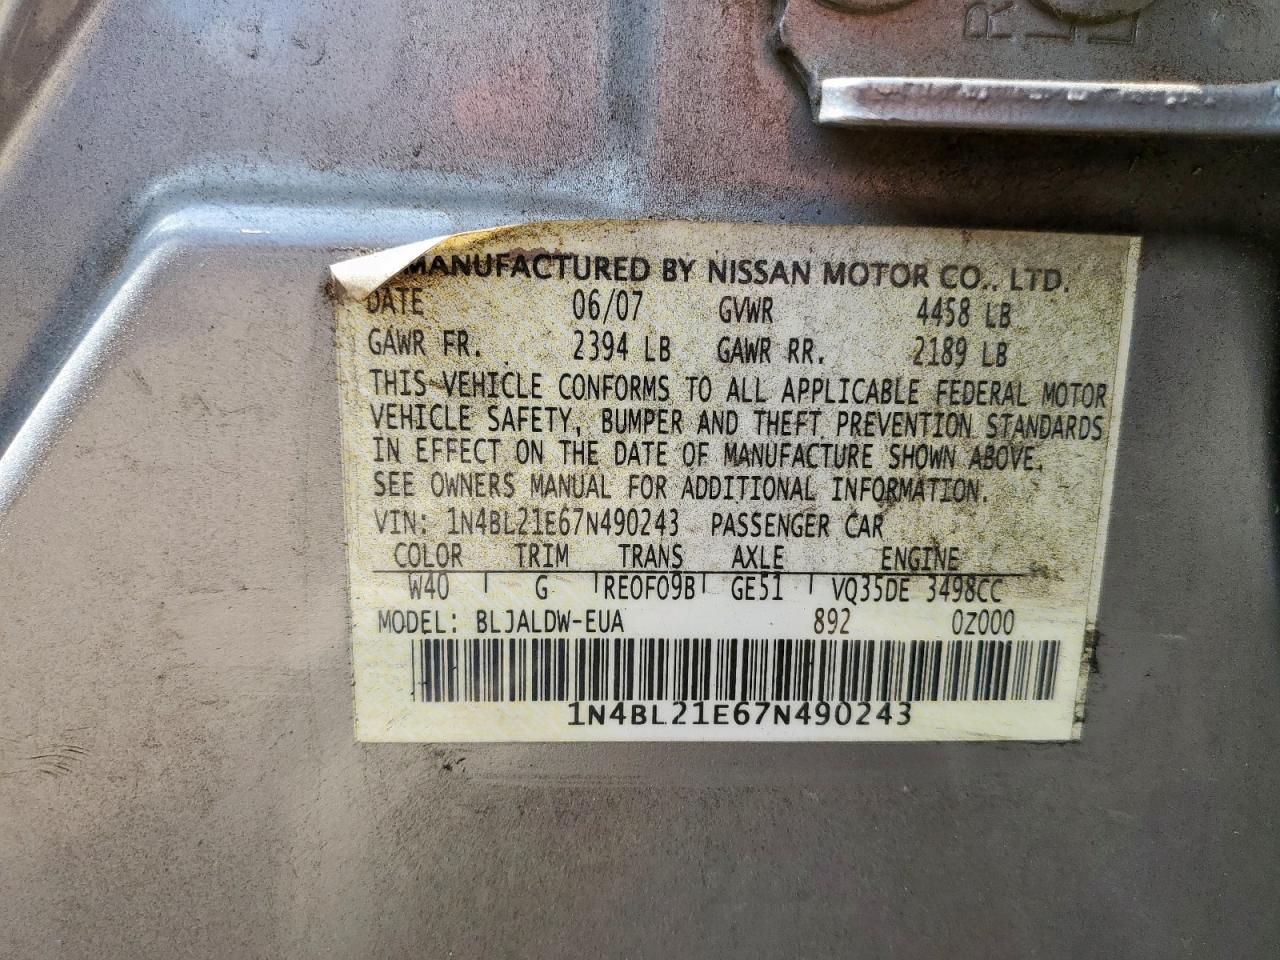 MANUFACTURED BY NISSAN MOTOR CO., LTD.
DATE 06/07 GVWR 4458 LB
GAWR FR. 2394 LB GAWR RR. 2189 LB
THIS VEHICLE CONFORMS TO ALL APPLICABLE FEDERAL MOTOR
VEHICLE SAFETY, BUMPER AND THEFT PREVENTION STANDARDS
IN EFFECT ON THE DATE OF MANUFACTURE SHOWN ABOVE.
SEE OWNERS MANUAL FOR ADDITIONAL INFORMATION.
VIN: 1N4BL21E67N490243 PASSENGER CAR
COLOR TRIM TRANS AXLE ENGINE
W40 G RE0F09B GE51 VQ35DE 3498CC
MODEL: BLJALDW-EUA 892 0Z000
1N4BL21E67N490243